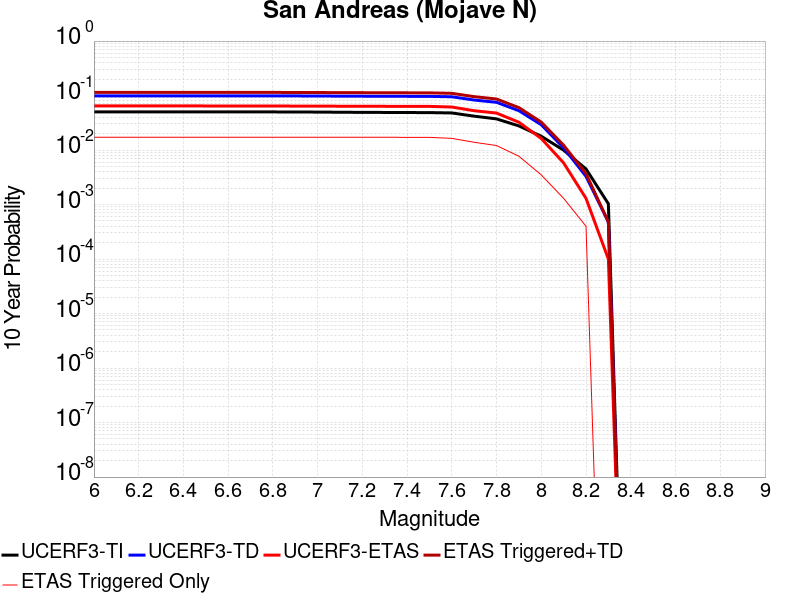 San Andreas (Mojave N)
10 0
10 -1
10 -2
10 -3
10 -4
10 -5
10 -6
10 -7
10 -8
10 Year Probability
6 6.2 6.4 6.6 6.8 7 7.2 7.4 7.6 7.8 8 8.2 8.4 8.6 8.8 9
Magnitude
UCERF3-TI UCERF3-TD UCERF3-ETAS ETAS Triggered+TD
ETAS Triggered Only